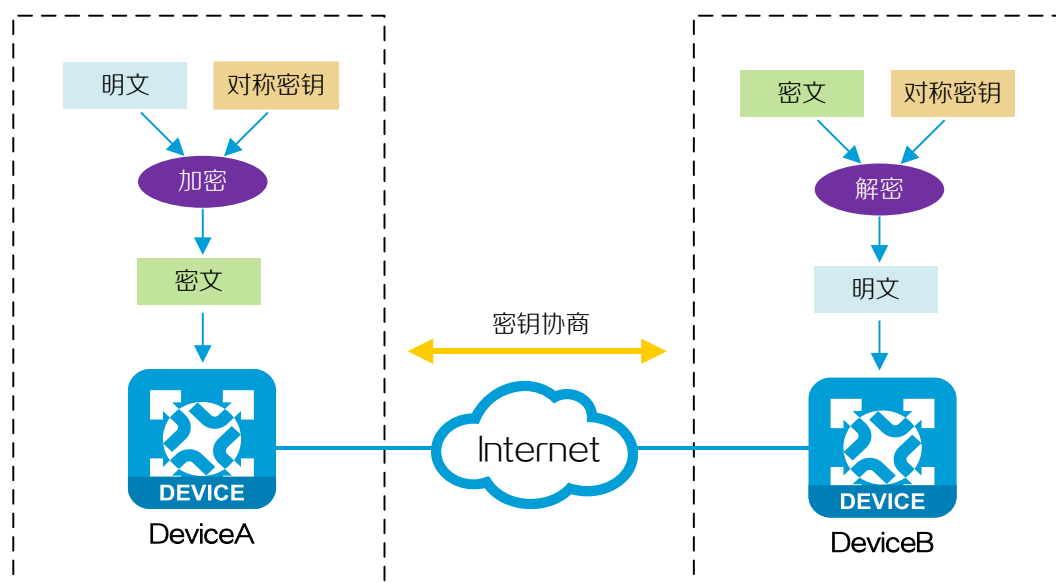 明文
对称密钥
加密
密文
DEVICE
DeviceA
密钥协商
Internet
密文
对称密钥
解密
明文
DEVICE
DeviceB